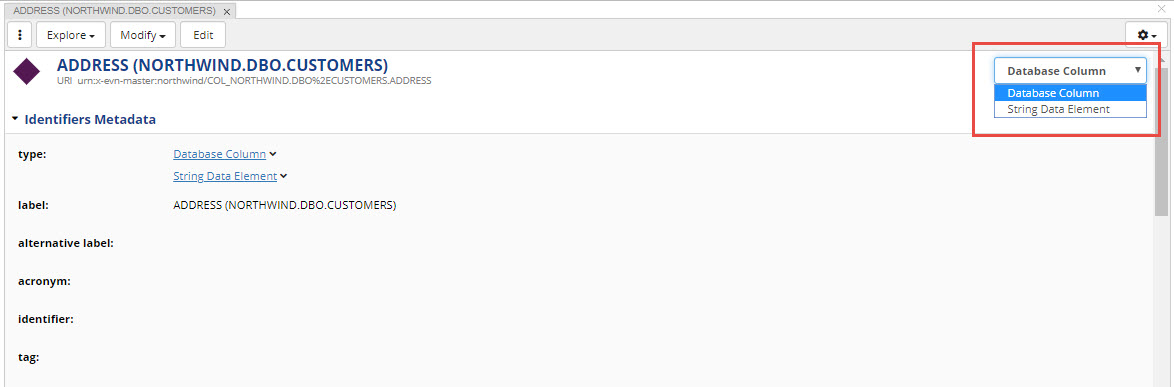 ADDRESS (NORTHWIND.DBO.CUSTOMERS) ×
Explore Modify Edit
ADDRESS (NORTHWIND.DBO.CUSTOMERS)
URI urn:x-evn-master:northwind/COL_NORTHWIND.DBO%2ECUSTOMERS.ADDRESS
Database Column
Database Column
String Data Element
Identifiers Metadata
type: Database Column
String Data Element
label: ADDRESS (NORTHWIND.DBO.CUSTOMERS)
alternative label:
acronym:
identifier:
tag: